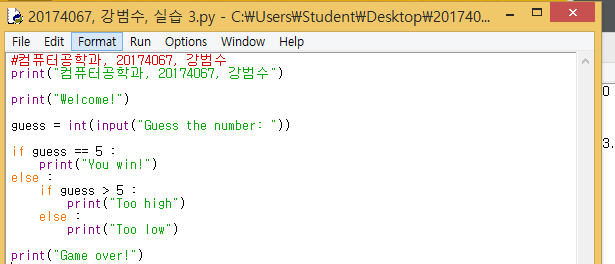 20174067, 강범수, 실습 3.py - C:₩Users₩Student₩Desktop₩201740...
File Edit Format Run Options Window Help
#컴퓨터공학과, 20174067, 강범수
print("컴퓨터공학과, 20174067, 강범수")
print("Welcome!")
guess = int(input("Guess the number: "))
if guess == 5 :
    print("You win!")
else :
    if guess > 5 :
        print("Too high")
    else :
        print("Too low")
print("Game over!")
0
3.